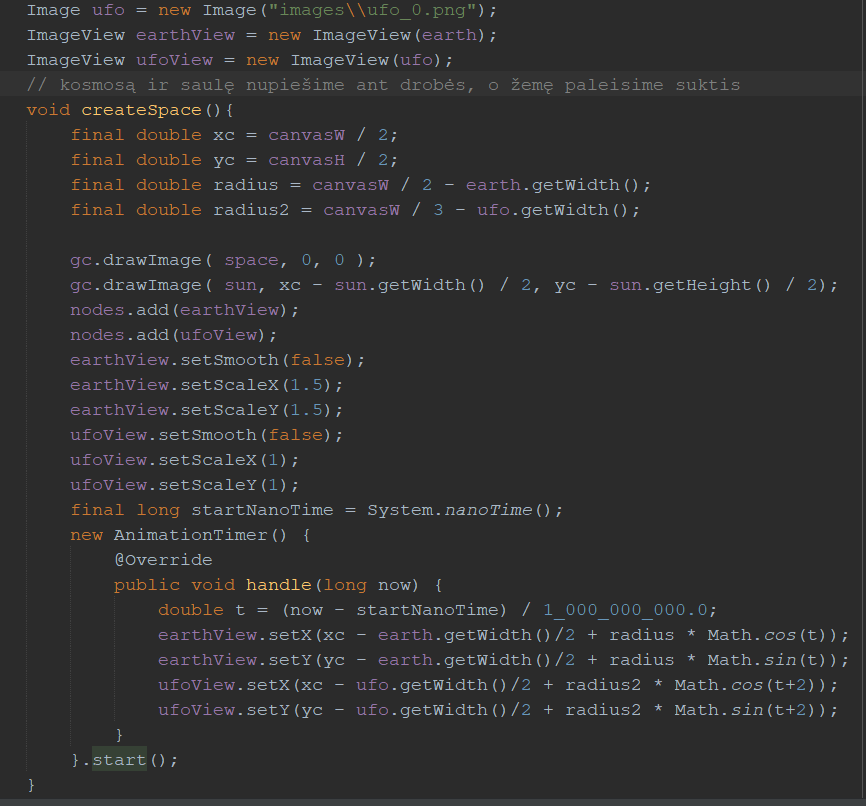 Image ufo = new Image("images\\ufo_0.png");
ImageView earthView = new ImageView(earth);
ImageView ufoView = new ImageView(ufo);
// kosmosą ir saulę nupiešime ant drobės, o žemę paleisime suktis
void createSpace(){
    final double xc = canvasW / 2;
    final double yc = canvasH / 2;
    final double radius = canvasW / 2 - earth.getWidth();
    final double radius2 = canvasW / 3 - ufo.getWidth();

    gc.drawImage( space, 0, 0 );
    gc.drawImage( sun, xc - sun.getWidth() / 2, yc - sun.getHeight() / 2);
    nodes.add(earthView);
    nodes.add(ufoView);
    earthView.setSmooth(false);
    earthView.setScaleX(1.5);
    earthView.setScaleY(1.5);
    ufoView.setSmooth(false);
    ufoView.setScaleX(1);
    ufoView.setScaleY(1);
    final long startNanoTime = System.nanoTime();
    new AnimationTimer() {
        @Override
        public void handle(long now) {
            double t = (now - startNanoTime) / 1_000_000_000.0;
            earthView.setX(xc - earth.getWidth()/2 + radius * Math.cos(t));
            earthView.setY(yc - earth.getWidth()/2 + radius * Math.sin(t));
            ufoView.setX(xc - ufo.getWidth()/2 + radius2 * Math.cos(t+2));
            ufoView.setY(yc - ufo.getWidth()/2 + radius2 * Math.sin(t+2));
        }
    }.start();
}